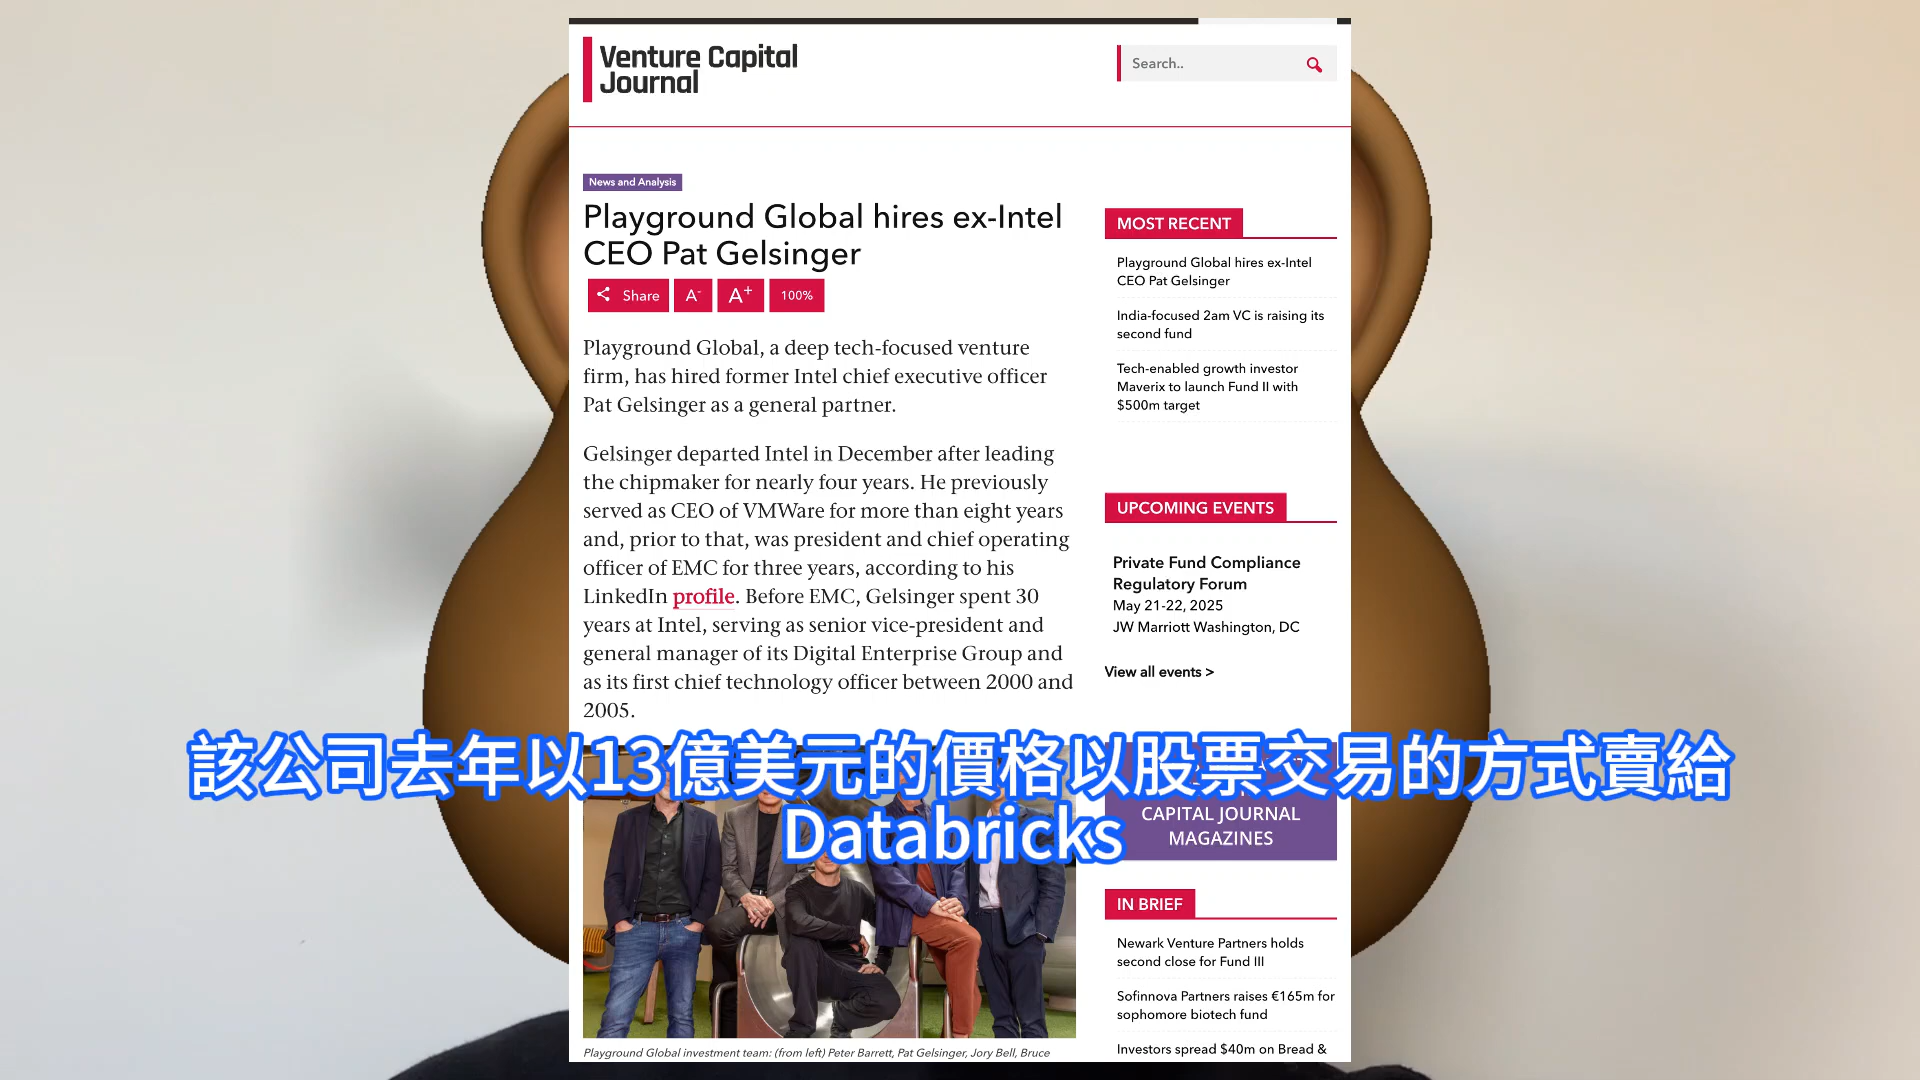 Venture Capital
Journal
Search..
News and Analysis
Playground Global hires ex-Intel
CEO Pat Gelsinger
Share
A-
A+
100%
Playground Global, a deep tech-focused venture
firm, has hired former Intel chief executive officer
Pat Gelsinger as a general partner.
Gelsinger departed Intel in December after leading
the chipmaker for nearly four years. He previously
served as CEO of VMWare for more than eight years
and, prior to that, was president and chief operating
officer of EMC for three years, according to his
LinkedIn profile. Before EMC, Gelsinger spent 30
years at Intel, serving as senior vice-president and
general manager of its Digital Enterprise Group and
as its first chief technology officer between 2000 and
2005.
Playground Global investment team: (from left) Peter Barrett, Pat Gelsinger, Jory Bell, Bruce
MOST RECENT
Playground Global hires ex-Intel
CEO Pat Gelsinger
India-focused 2am VC is raising its
second fund
Tech-enabled growth investor
Maverix to launch Fund II with
$500m target
UPCOMING EVENTS
Private Fund Compliance
Regulatory Forum
May 21-22, 2025
JW Marriott Washington, DC
View all events >
CAPITAL JOURNAL
MAGAZINES
IN BRIEF
Newark Venture Partners holds
second close for Fund III
Sofinnova Partners raises €165m for
sophomore biotech fund
Investors spread $40m on Bread &
該公司去年以13億美元的價格以股票交易的方式賣給
Databricks